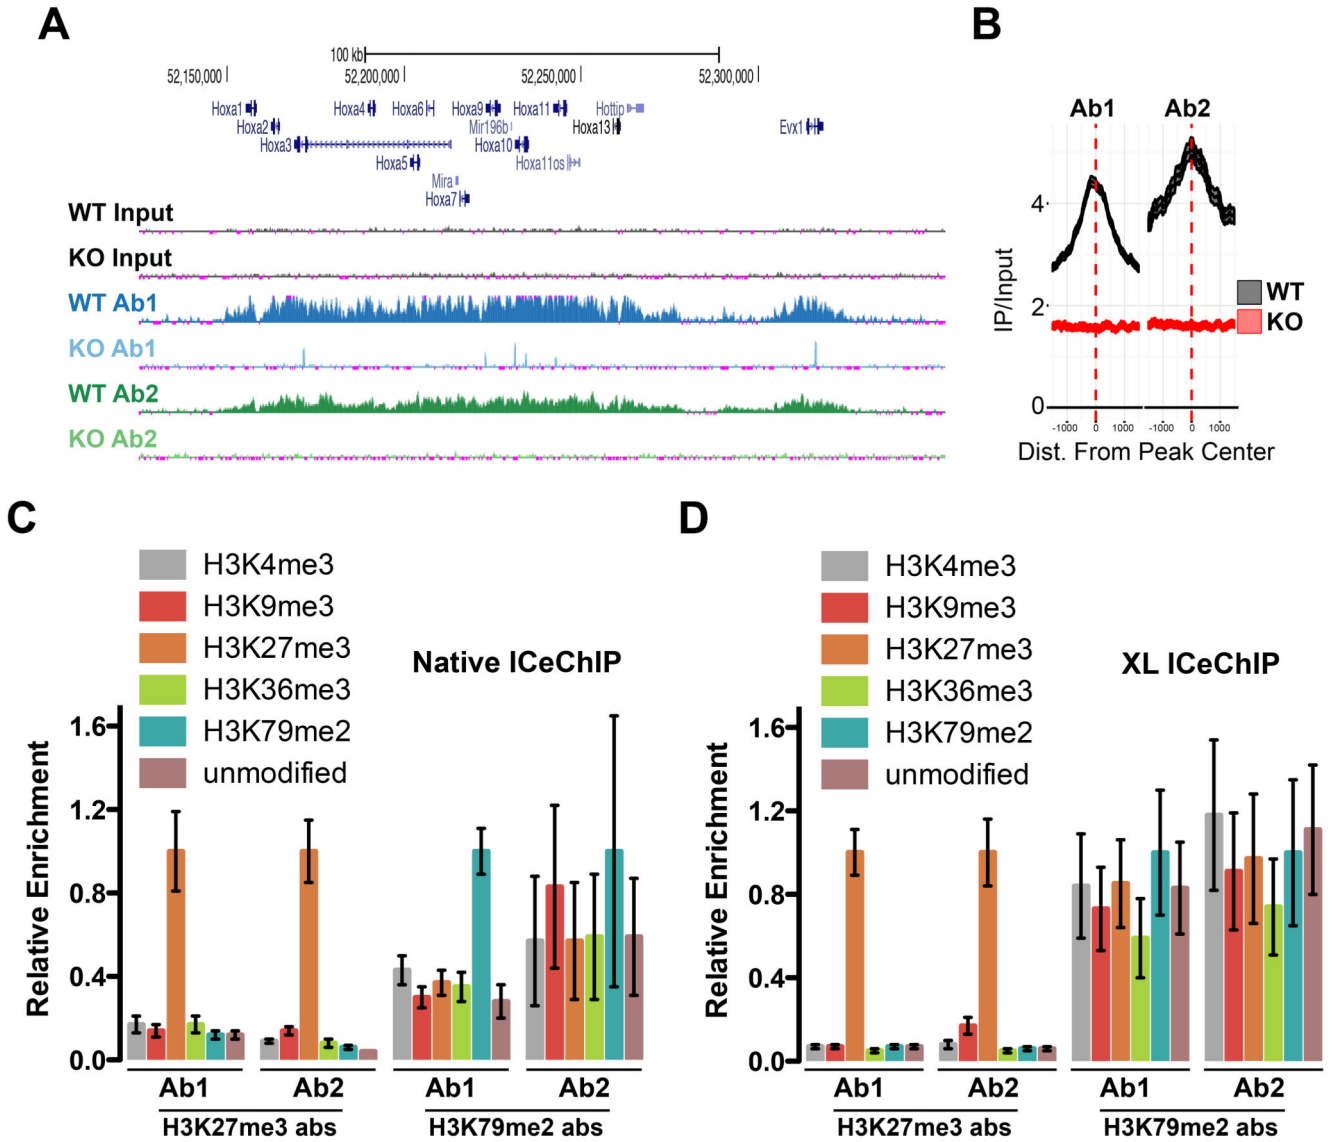 A
100 kb
52,150,000
52,200,000
52,250,000
52,300,000
Hoxa1
Hoxa4
Hoxa6
Hoxa9
Hoxa11
Hottip
Hoxa2
Mir196b
Hoxa13
Evx1
Hoxa3
Hoxa10
Hoxa5
Hoxa11os
Mira
Hoxa7
WT Input
KO Input
WT Ab1
KO Ab1
WT Ab2
KO Ab2
B
Ab1
Ab2
4
2
0
IP/Input
WT
KO
-1000 0 1000
-1000 0 1000
Dist. From Peak Center
C
H3K4me3
H3K9me3
H3K27me3
H3K36me3
H3K79me2
unmodified
Native ICeChIP
Relative Enrichment
1.6
1.2
0.8
0.4
0.0
Ab1
Ab2
Ab1
Ab2
H3K27me3 abs
H3K79me2 abs
D
H3K4me3
H3K9me3
H3K27me3
H3K36me3
H3K79me2
unmodified
XL ICeChIP
Relative Enrichment
1.6
1.2
0.8
0.4
0.0
Ab1
Ab2
Ab1
Ab2
H3K27me3 abs
H3K79me2 abs